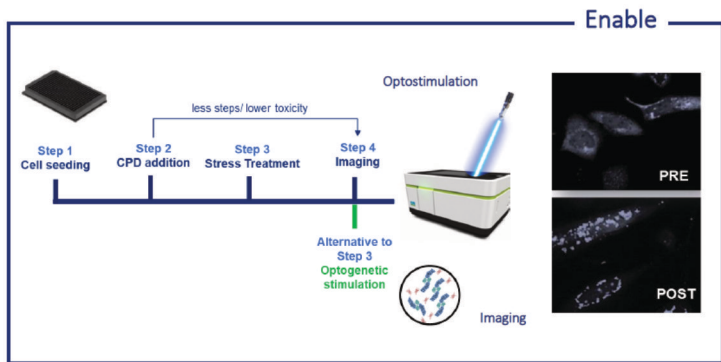 Enable
Optostimulation
less steps/ lower toxicity
Step 1
Cell seeding
Step 2
CPD addition
Step 3
Stress Treatment
Step 4
Imaging
Alternative to
Step 3
Optogenetic
stimulation
Imaging
PRE
POST